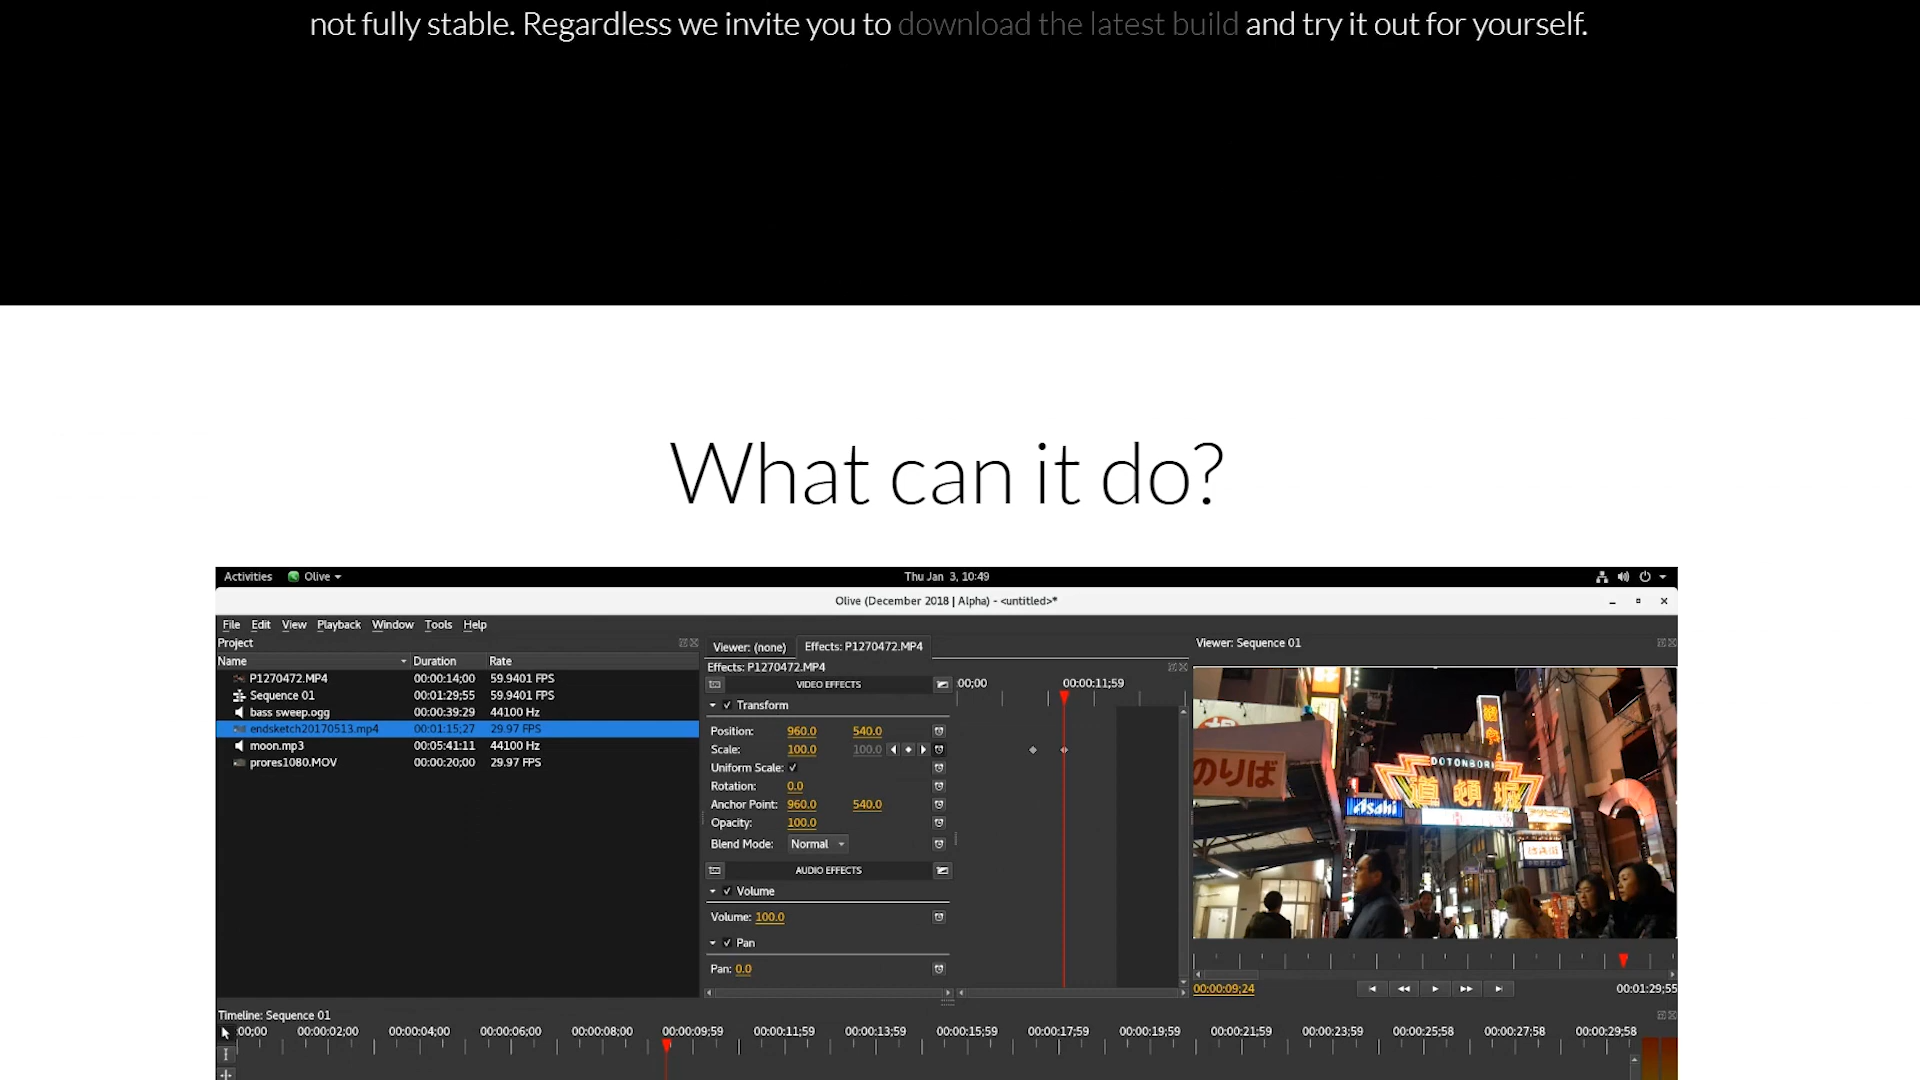 not fully stable. Regardless we invite you to download the latest build and try it out for yourself.
What can it do?
Activities Olive Thu Jan 3, 10:49
Olive (December 2018 | Alpha) - <untitled>*
File Edit View Playback Window Tools Help
Project
Name Duration Rate
P1270472.MP4 00:00:14;00 59.9401 FPS
Sequence 01 00:01:29;55 59.9401 FPS
bass sweep.ogg 00:00:39;29 44100 Hz
endsketch20170513.mp4 00:01:15;27 29.97 FPS
moon.mp3 00:05:41:11 44100 Hz
prores1080.MOV 00:00:20;00 29.97 FPS
Viewer: (none) Effects: P1270472.MP4
Effects: P1270472.MP4
VIDEO EFFECTS
:00;00 00:00:11;59
Transform
Position: 960.0 540.0
Scale: 100.0 100.0
Uniform Scale:
Rotation: 0.0
Anchor Point: 960.0 540.0
Opacity: 100.0
Blend Mode: Normal
AUDIO EFFECTS
Volume
Volume: 100.0
Pan
Pan: 0.0
Viewer: Sequence 01
のりば
DOTONBORI
道頓堀
Asahi
00:00:09;24 00:01:29;55
Timeline: Sequence 01
:00;00 00:00:02;00 00:00:04;00 00:00:06;00 00:00:08;00 00:00:09;59 00:00:11;59 00:00:13;59 00:00:15;59 00:00:17;59 00:00:19;59 00:00:21;59 00:00:23;59 00:00:25;58 00:00:27;58 00:00:29;58